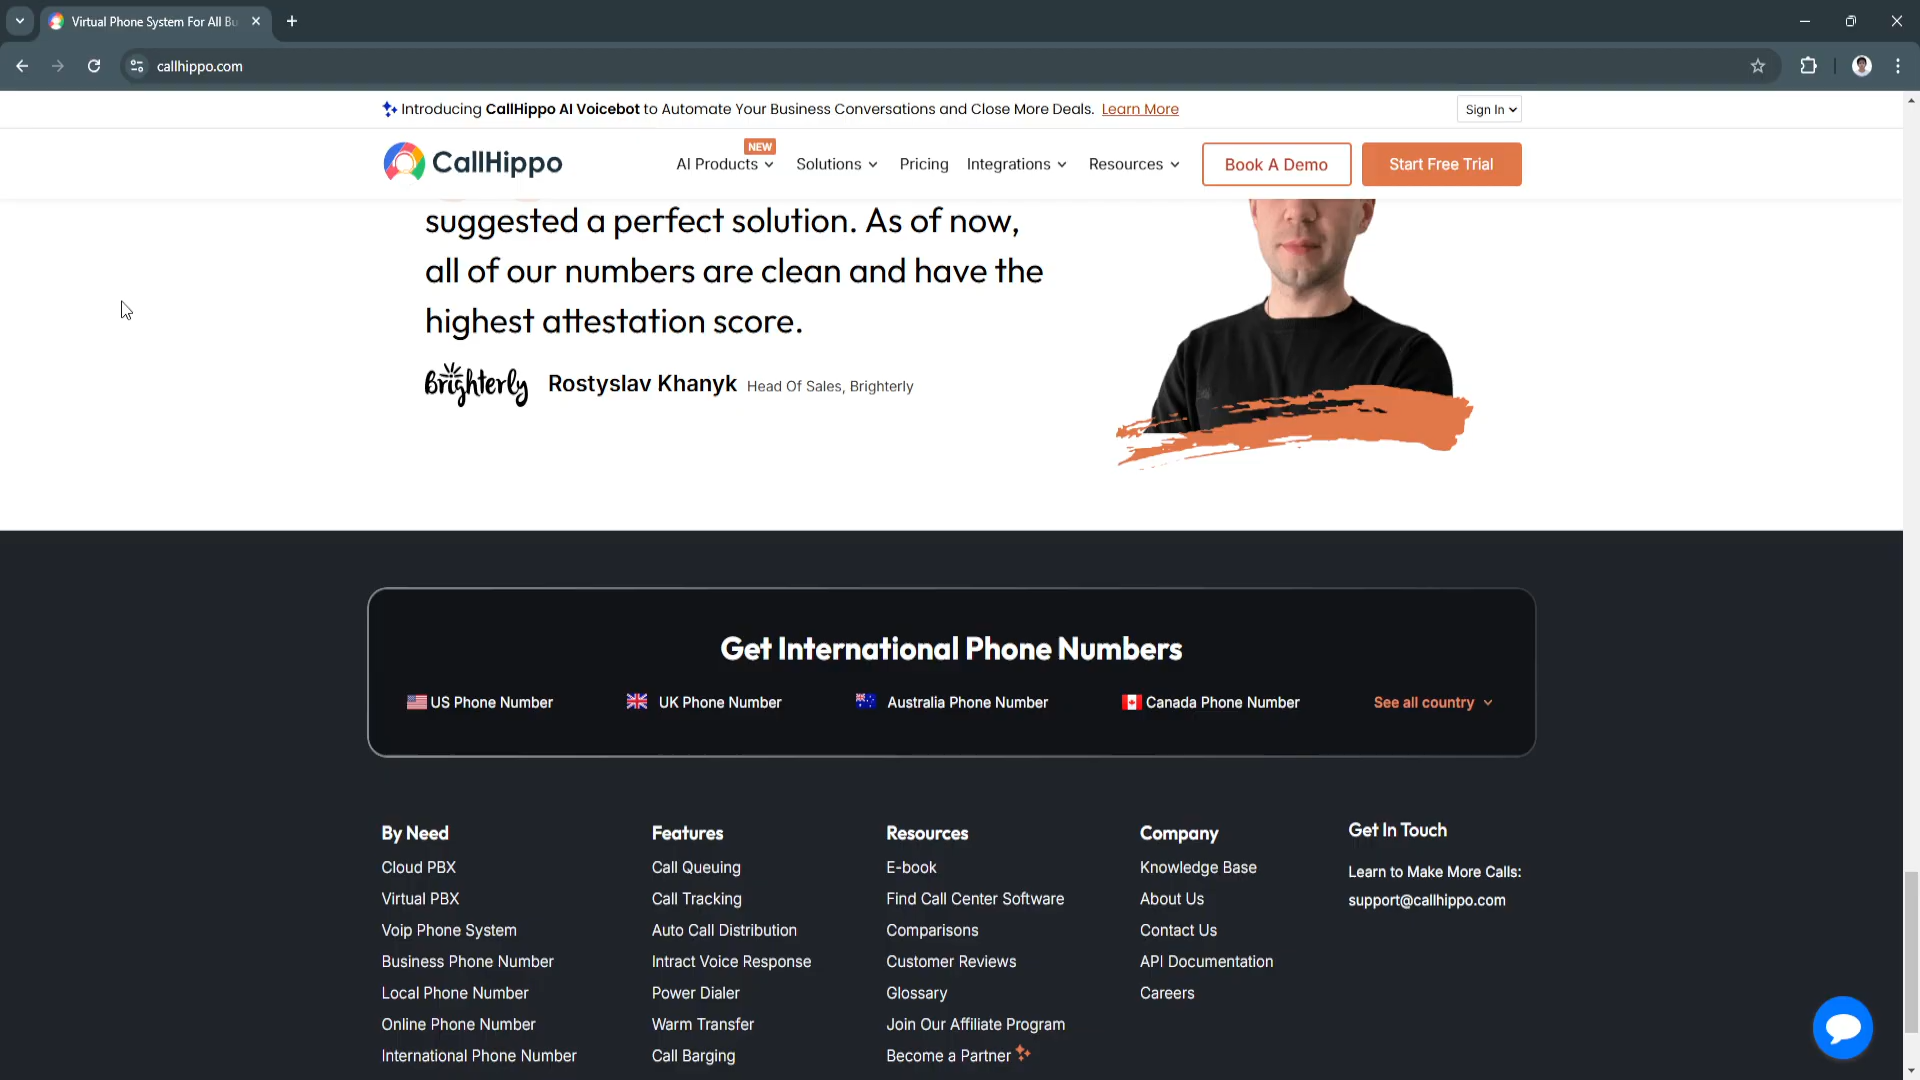 Virtual Phone System For All Bu
callhippo.com
Introducing CallHippo AI Voicebot to Automate Your Business Conversations and Close More Deals. Learn More
Sign In
CallHippo
AI Products
NEW
Solutions
Pricing
Integrations
Resources
Book A Demo
Start Free Trial
suggested a perfect solution. As of now,
all of our numbers are clean and have the
highest attestation score.
Brighterly
Rostyslav Khanyk Head Of Sales, Brighterly
Get International Phone Numbers
US Phone Number
UK Phone Number
Australia Phone Number
Canada Phone Number
See all country
By Need
Cloud PBX
Virtual PBX
Voip Phone System
Business Phone Number
Local Phone Number
Online Phone Number
International Phone Number
Features
Call Queuing
Call Tracking
Auto Call Distribution
Intract Voice Response
Power Dialer
Warm Transfer
Call Barging
Resources
E-book
Find Call Center Software
Comparisons
Customer Reviews
Glossary
Join Our Affiliate Program
Become a Partner
Company
Knowledge Base
About Us
Contact Us
API Documentation
Careers
Get In Touch
Learn to Make More Calls:
support@callhippo.com